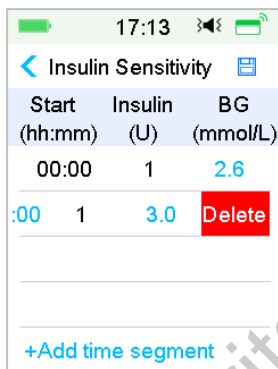 17:13
Insulin Sensitivity
Start Insulin BG
(hh:mm) (U) (mmol/L)
00:00 1 2.6
:00 1 3.0 Delete
+Add time segment